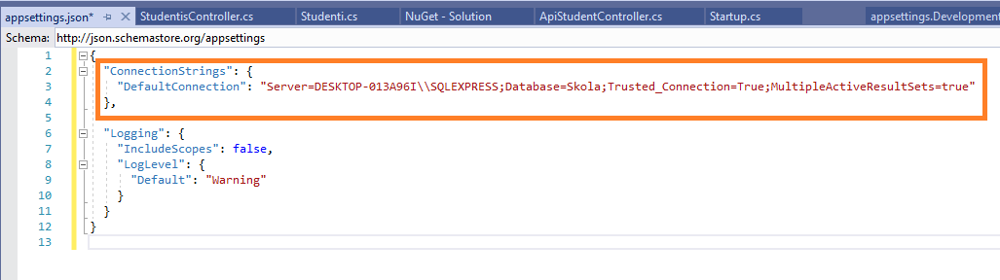 appsettings.json* StudentisController.cs Studenti.cs NuGet - Solution ApiStudentController.cs Startup.cs appsettings.Development
Schema: http://json.schemastore.org/appsettings
1 {
2 "ConnectionStrings": {
3 "DefaultConnection": "Server=DESKTOP-013A96I\\SQLEXPRESS;Database=Skola;Trusted_Connection=True;MultipleActiveResultSets=true"
4 },
5
6 "Logging": {
7 "IncludeScopes": false,
8 "LogLevel": {
9 "Default": "Warning"
10 }
11 }
12 }
13